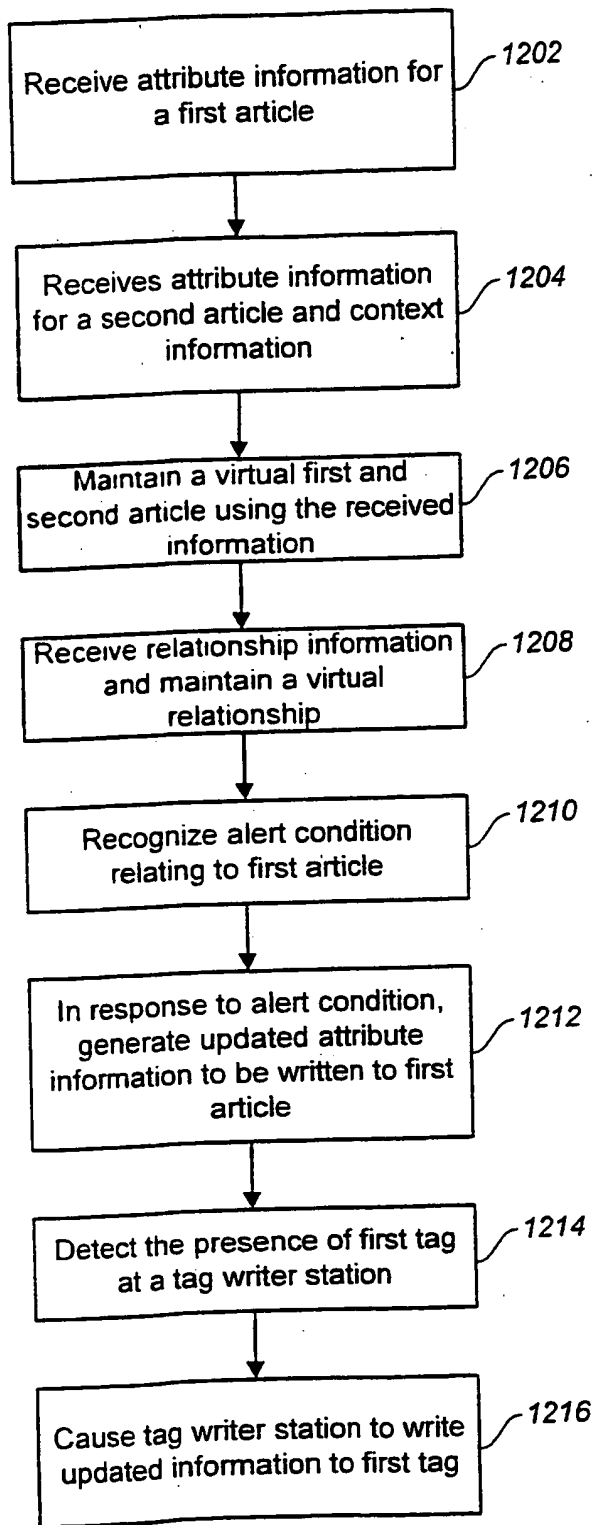 Receive attribute information for
a first article
1202
Receives attribute information
for a second article and context
information
1204
Maintain a virtual first and
second article using the received
information
1206
Receive relationship information
and maintain a virtual
relationship
1208
Recognize alert condition
relating to first article
1210
In response to alert condition,
generate updated attribute
information to be written to first
article
1212
Detect the presence of first tag
at a tag writer station
1214
Cause tag writer station to write
updated information to first tag
1216